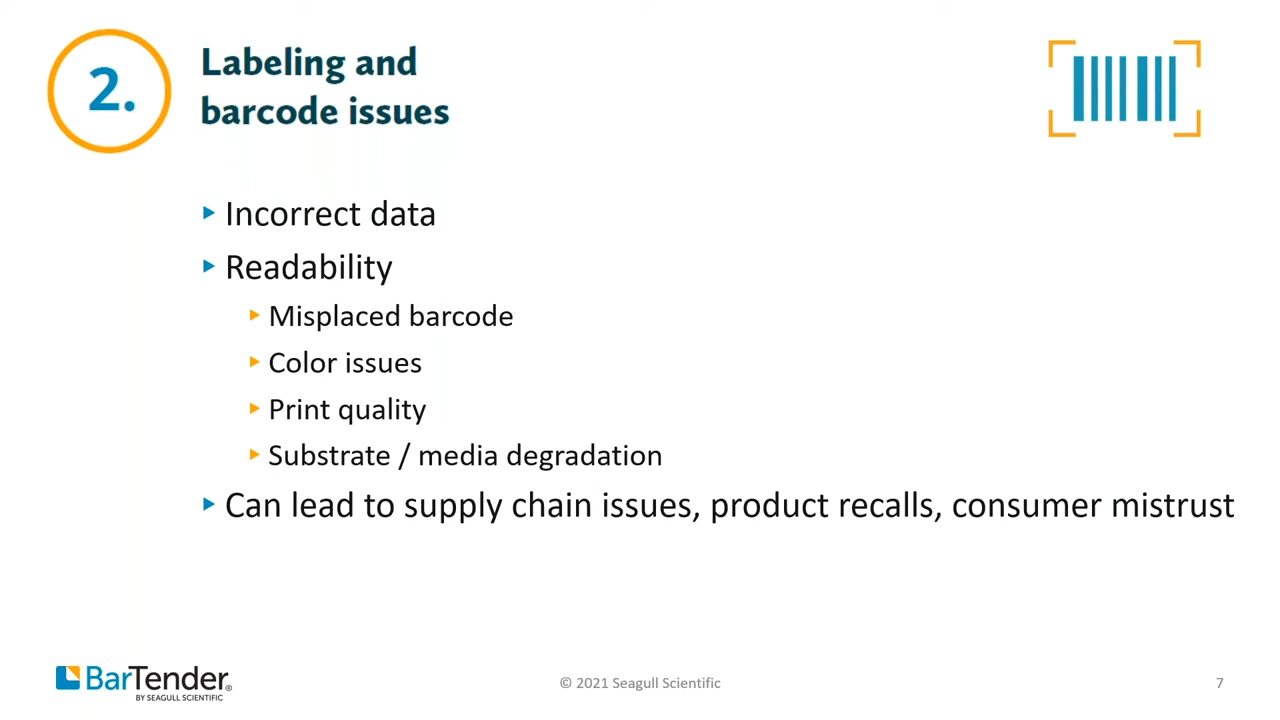 2.
Labeling and
barcode issues
Incorrect data
Readability
Misplaced barcode
Color issues
Print quality
Substrate / media degradation
Can lead to supply chain issues, product recalls, consumer mistrust
BarTender®
BY SEAGULL SCIENTIFIC
© 2021 Seagull Scientific
7